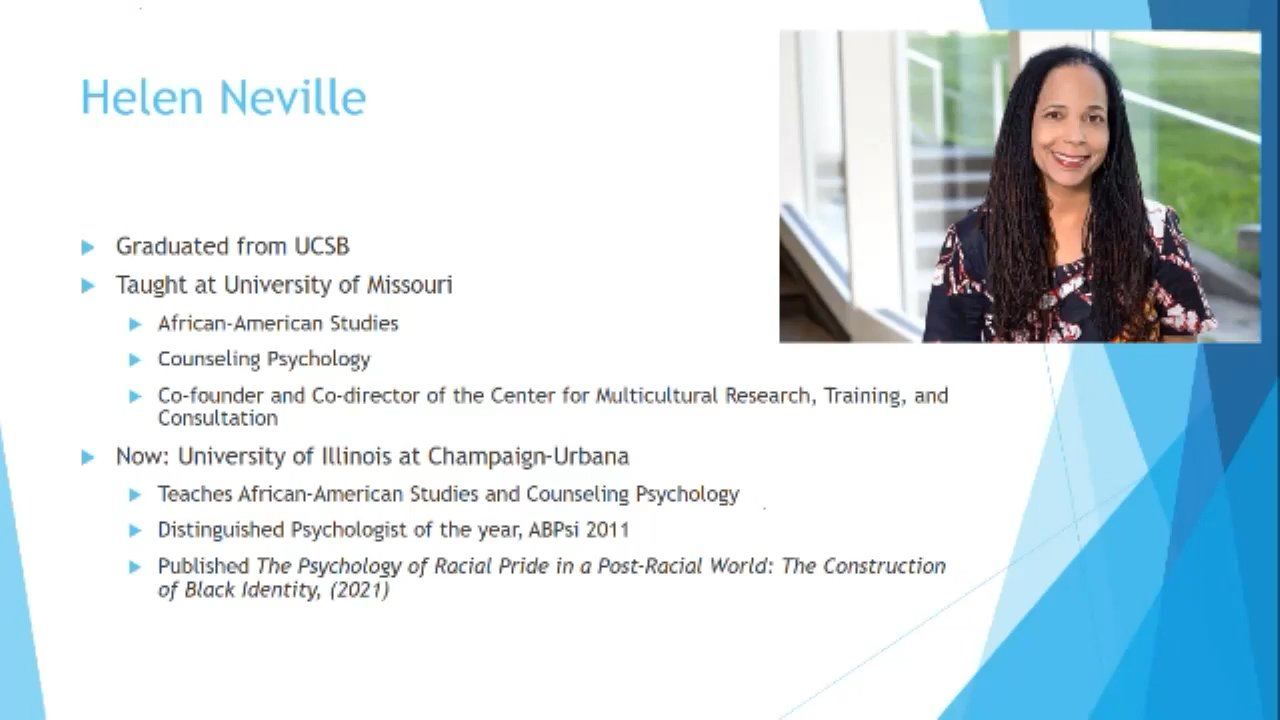 Helen Neville
Graduated from UCSB
Taught at University of Missouri
African-American Studies
Counseling Psychology
Co-founder and Co-director of the Center for Multicultural Research, Training, and
Consultation
Now: University of Illinois at Champaign-Urbana
Teaches African-American Studies and Counseling Psychology
Distinguished Psychologist of the year, ABPsi 2011
Published The Psychology of Racial Pride in a Post-Racial World: The Construction
of Black Identity, (2021)